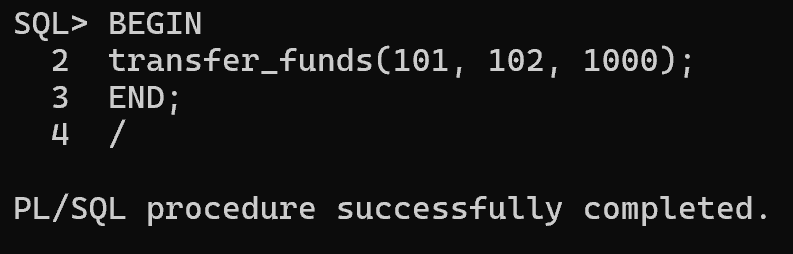 SQL> BEGIN
  2  transfer_funds(101, 102, 1000);
  3  END;
  4  /
PL/SQL procedure successfully completed.